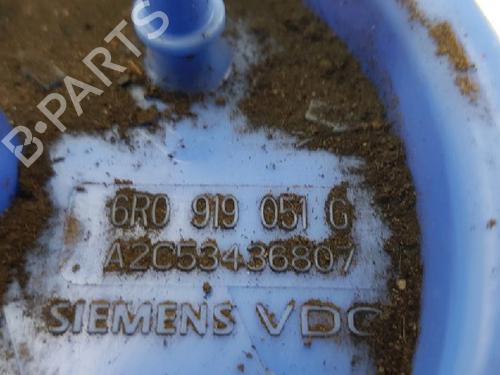 B-PARTS
6R0 919 051 G
A2C53436807
SIEMENS VDO